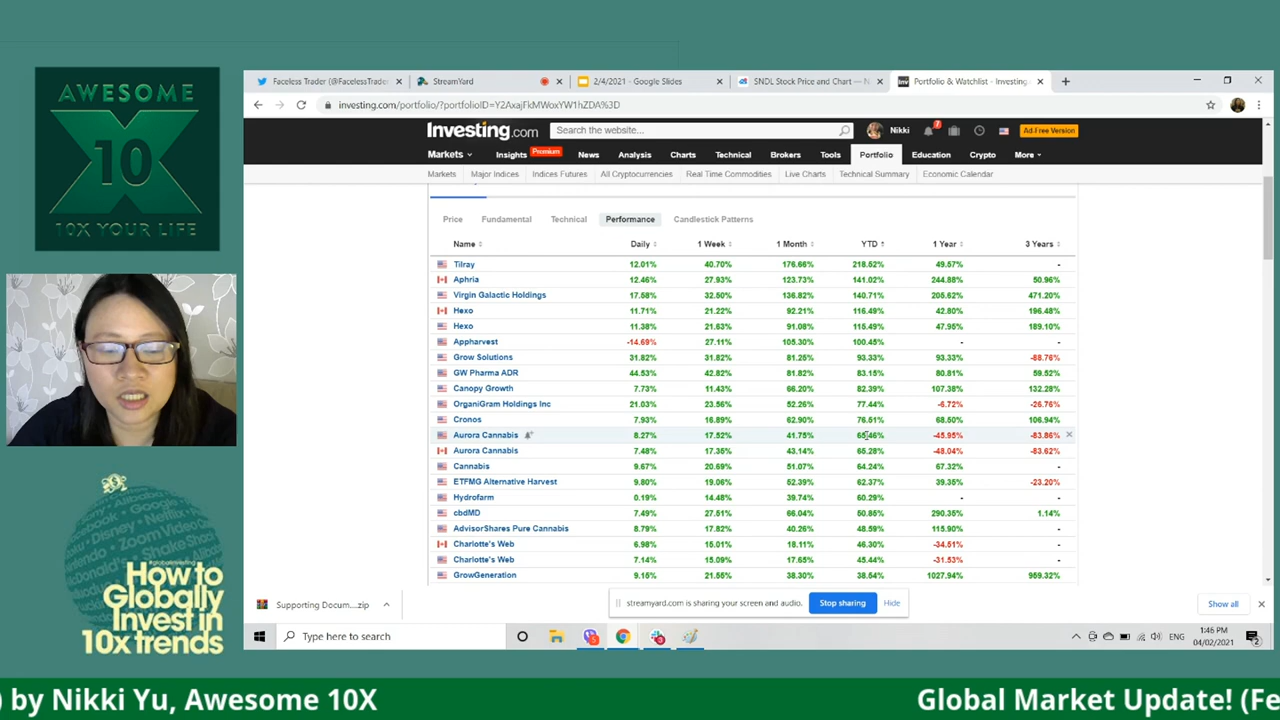 AWESOME
X
10
10X YOUR LIFE
How to
Globally
Invest in
10x trends
Faceless Trader (@FacelessTrader
StreamYard
2/4/2021 - Google Slides
SNDL Stock Price and Chart — N
Portfolio & Watchlist - Investing
investing.com/portfolio/?portfolioID=Y2AxajFkMWoxYW1hZDA%3D
Investing.com
Search the website...
7
Nikki
Ad-Free Version
Markets
Insights
Premium
News
Analysis
Charts
Technical
Brokers
Tools
Portfolio
Education
Crypto
More
Markets
Major Indices
Indices Futures
All Cryptocurrencies
Real Time Commodities
Live Charts
Technical Summary
Economic Calendar
Price
Fundamental
Technical
Performance
Candlestick Patterns
Name Daily 1 Week 1 Month YTD 1 Year 3 Years
Tilray 12.01% 40.70% 176.66% 218.52% 49.57% -
Aphria 12.46% 27.93% 123.73% 141.02% 244.88% 50.96%
Virgin Galactic Holdings 17.58% 32.50% 136.82% 140.71% 205.62% 471.20%
Hexo 11.71% 21.22% 92.21% 116.49% 42.80% 196.48%
Hexo 11.38% 21.63% 91.08% 115.49% 47.95% 189.10%
Appharvest -14.69% 27.11% 105.30% 100.45% - -
Grow Solutions 31.82% 31.82% 81.25% 93.33% 93.33% -88.76%
GW Pharma ADR 44.53% 42.82% 81.82% 83.15% 80.81% 59.52%
Canopy Growth 7.73% 11.43% 66.20% 82.39% 107.38% 132.28%
OrganiGram Holdings Inc 21.03% 23.56% 52.26% 77.44% -6.72% -26.76%
Cronos 7.93% 16.89% 62.90% 76.51% 68.50% 106.94%
Aurora Cannabis 8.27% 17.52% 41.75% -45.95% -83.86%
Aurora Cannabis 7.48% 17.35% 43.14% 65.28% -48.04% -83.62%
Cannabis 9.67% 20.69% 51.07% 64.24% 67.32% -
ETFMG Alternative Harvest 9.80% 19.06% 52.39% 62.37% 39.35% -23.20%
Hydrofarm 0.19% 14.48% 39.74% 60.29% - -
cbdMD 7.49% 27.51% 66.04% 50.85% 290.35% 1.14%
AdvisorShares Pure Cannabis 8.79% 17.82% 40.26% 48.59% 115.90% -
Charlotte's Web 6.98% 15.01% 18.11% 46.30% -34.51% -
Charlotte's Web 7.14% 15.09% 17.65% 45.44% -31.53% -
GrowGeneration 9.15% 21.55% 38.30% 38.54% 1027.94% 959.32%
Supporting Docum....zip
streamyard.com is sharing your screen and audio.
Stop sharing
Hide
Show all
Type here to search
ENG
1:46 PM
04/02/2021
) by Nikki Yu, Awesome 10X
Global Market Update! (Fe